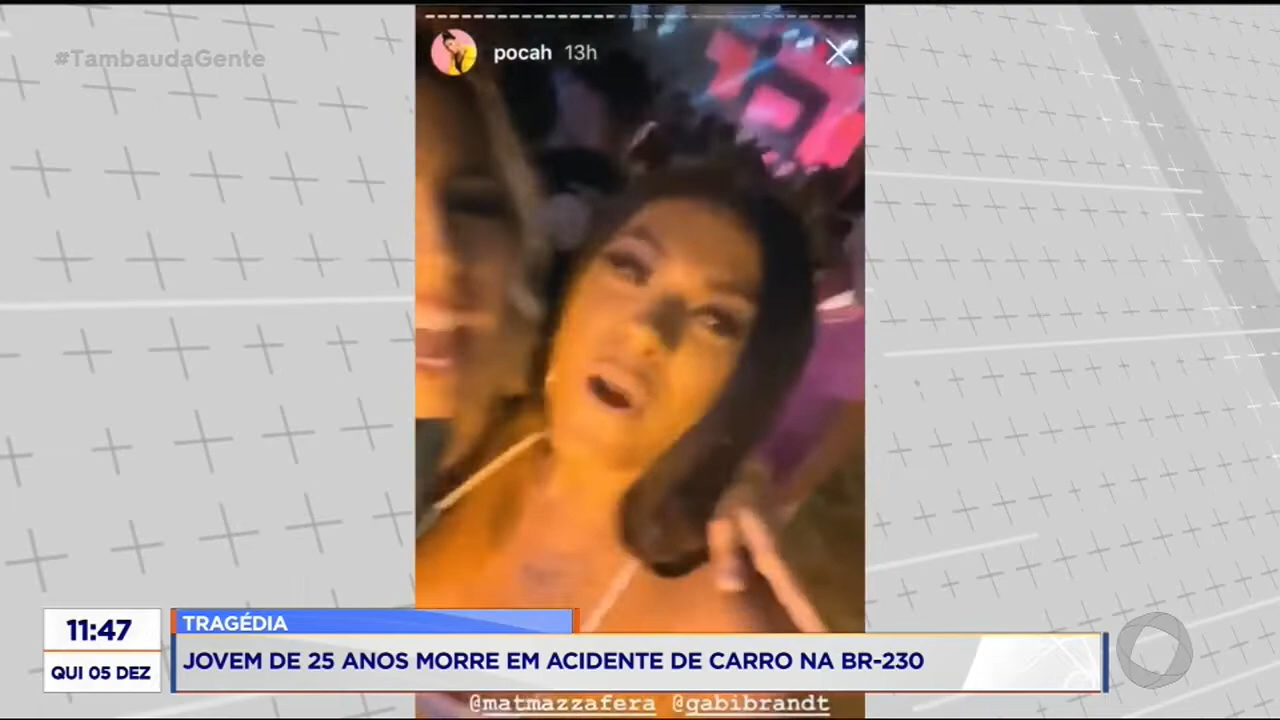 #TambaudaGente
pocah 13h
11:47
QUI 05 DEZ
TRAGÉDIA
JOVEM DE 25 ANOS MORRE EM ACIDENTE DE CARRO NA BR-230
@matmazzafera @gabibrandt